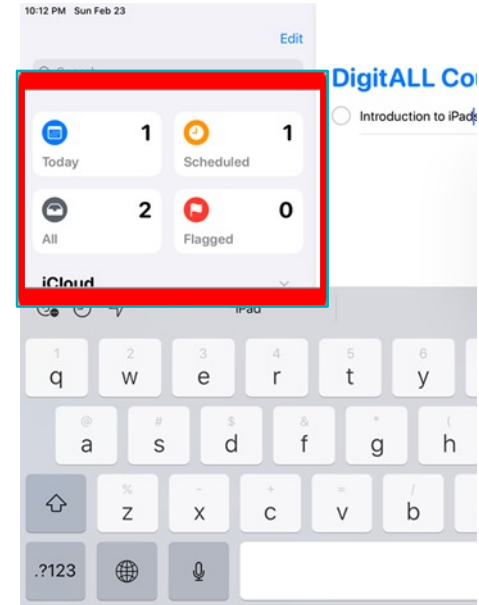 10:12 PM Sun Feb 23
Edit
DigitALL
Introduction to iPads
1
Today
1
Scheduled
2
All
0
Flagged
iCloud
iPad
1 2 3 4 5 6
q w e r t y
@ # $ & * (
a s d f g h
% - + = /
z x c v b
.?123